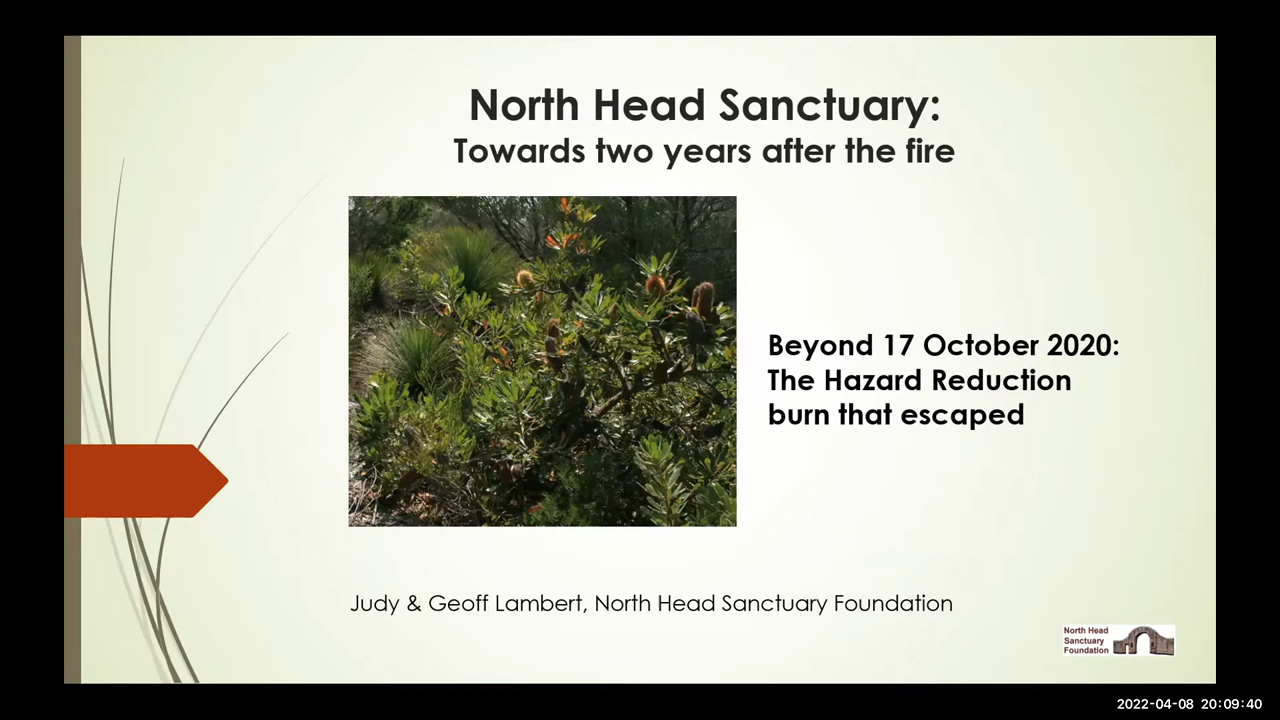 North Head Sanctuary:
Towards two years after the fire
Beyond 17 October 2020:
The Hazard Reduction
burn that escaped
Judy & Geoff Lambert, North Head Sanctuary Foundation
North Head
Sanctuary
Foundation
2022-04-08 20:09:40